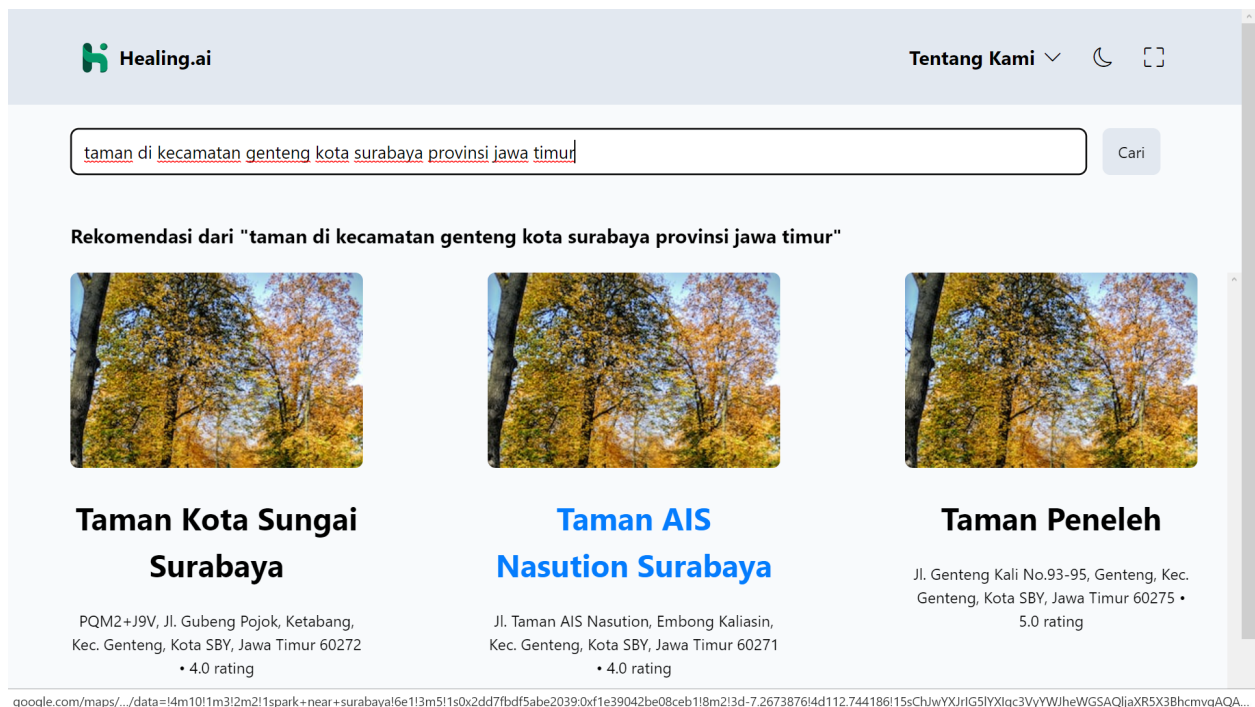 Healing.ai
Tentang Kami
taman di kecamatan genteng kota surabaya provinsi jawa timur
Cari
Rekomendasi dari "taman di kecamatan genteng kota surabaya provinsi jawa timur"
Taman Kota Sungai
Surabaya
PQM2+J9V, Jl. Gubeng Pojok, Ketabang,
Kec. Genteng, Kota SBY, Jawa Timur 60272
• 4.0 rating
Taman AIS
Nasution Surabaya
Jl. Taman AIS Nasution, Embong Kaliasin,
Kec. Genteng, Kota SBY, Jawa Timur 60271
• 4.0 rating
Taman Peneleh
Jl. Genteng Kali No.93-95, Genteng, Kec.
Genteng, Kota SBY, Jawa Timur 60275 •
5.0 rating
google.com/maps/.../data=!4m10!1m3!2m2!1spark+near+surabaya!6e1!3m5!1s0x2dd7fbdf5abe2039:0xf1e39042be08ceb1!8m2!3d-7.2673876!4d112.744186!15sChJwYXJrIG5lYXIgc3VyYWJheWGSAQljaXR5X3BhcmvgAQA...